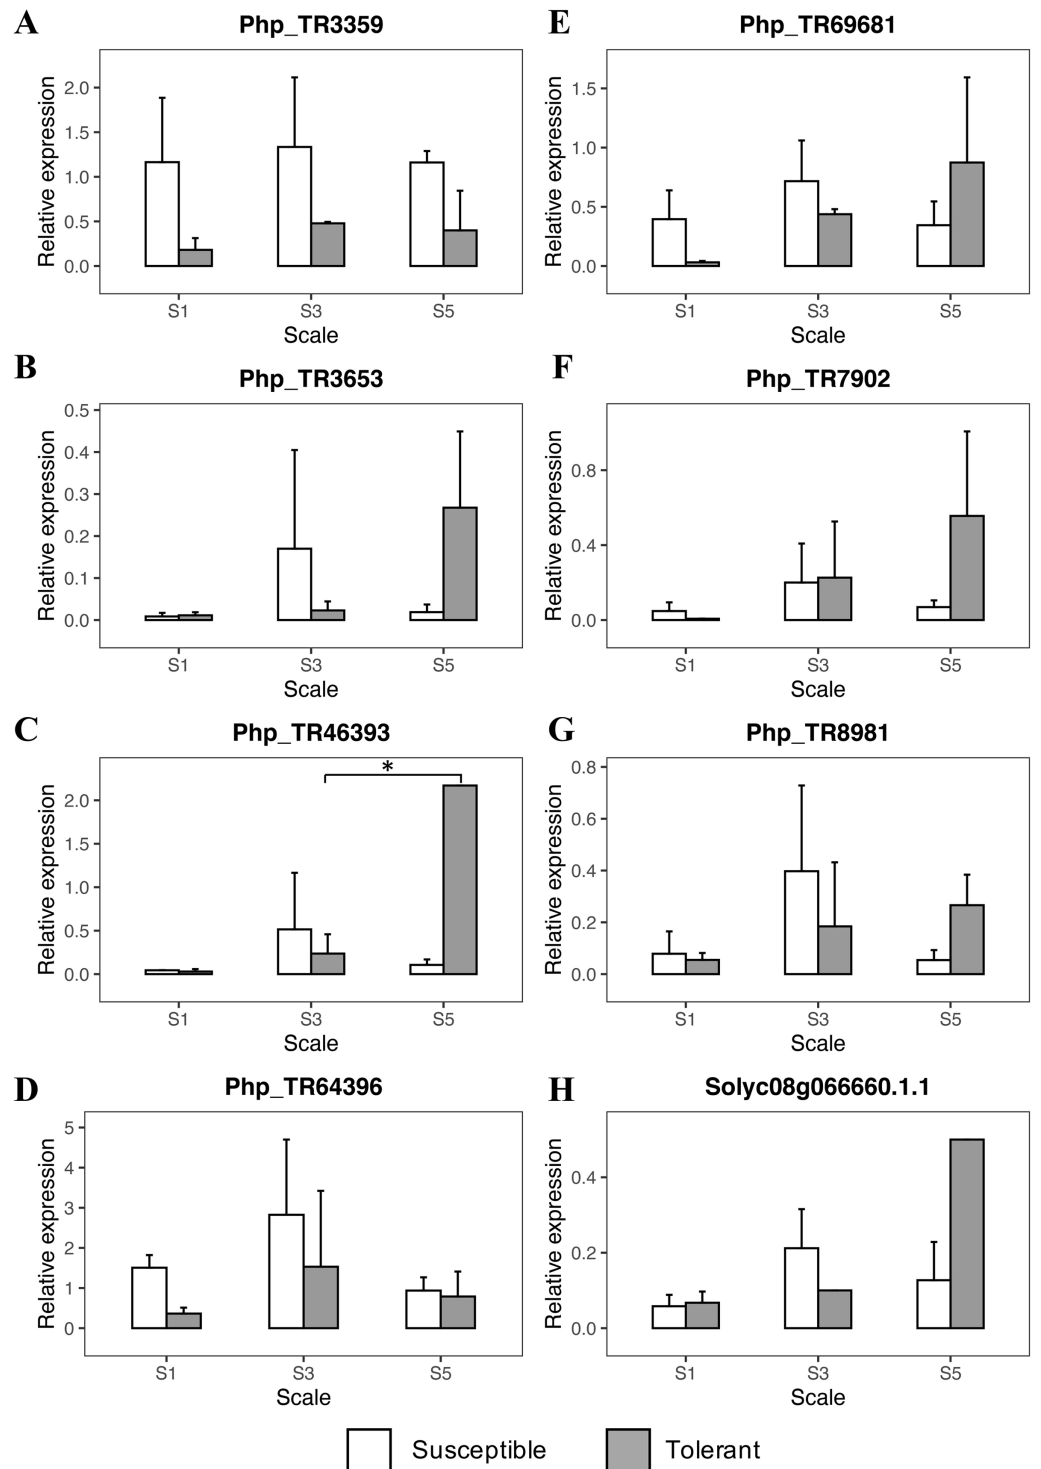 A
Php_TR3359
Relative expression
2.0
1.5
1.0
0.5
0.0
S1
S3
S5
Scale
B
Php_TR3653
Relative expression
0.5
0.4
0.3
0.2
0.1
0.0
S1
S3
S5
Scale
C
Php_TR46393
Relative expression
2.0
1.5
1.0
0.5
0.0
*
S1
S3
S5
Scale
D
Php_TR64396
Relative expression
5
4
3
2
1
0
S1
S3
S5
Scale
E
Php_TR69681
Relative expression
1.5
1.0
0.5
0.0
S1
S3
S5
Scale
F
Php_TR7902
Relative expression
0.8
0.4
0.0
S1
S3
S5
Scale
G
Php_TR8981
Relative expression
0.8
0.6
0.4
0.2
0.0
S1
S3
S5
Scale
H
Solyc08g066660.1.1
Relative expression
0.4
0.2
0.0
S1
S3
S5
Scale
Susceptible
Tolerant